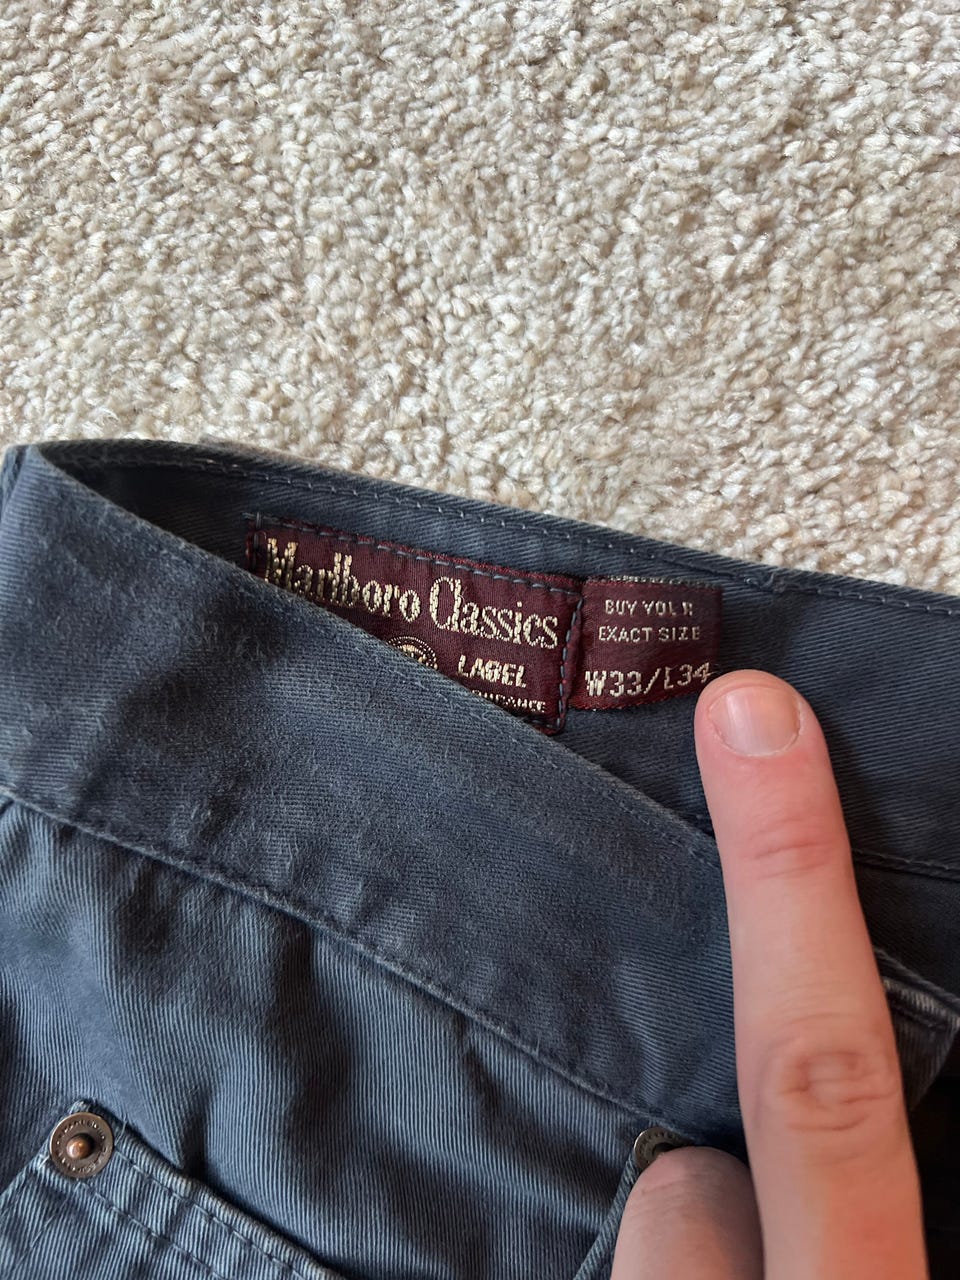 Marlboro Classics
LABEL
BUY YOUR
EXACT SIZE
W33/L34